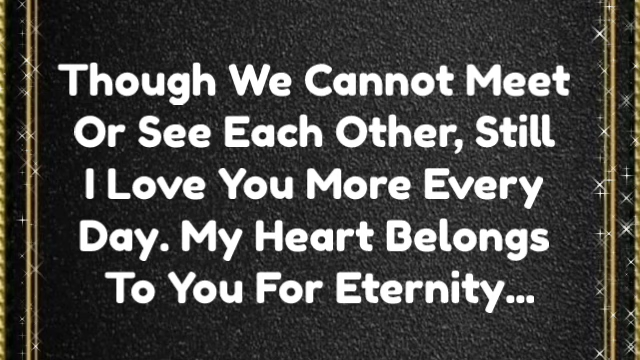 Though We Cannot Meet
Or See Each Other, Still
I Love You More Every
Day. My Heart Belongs
To You For Eternity...